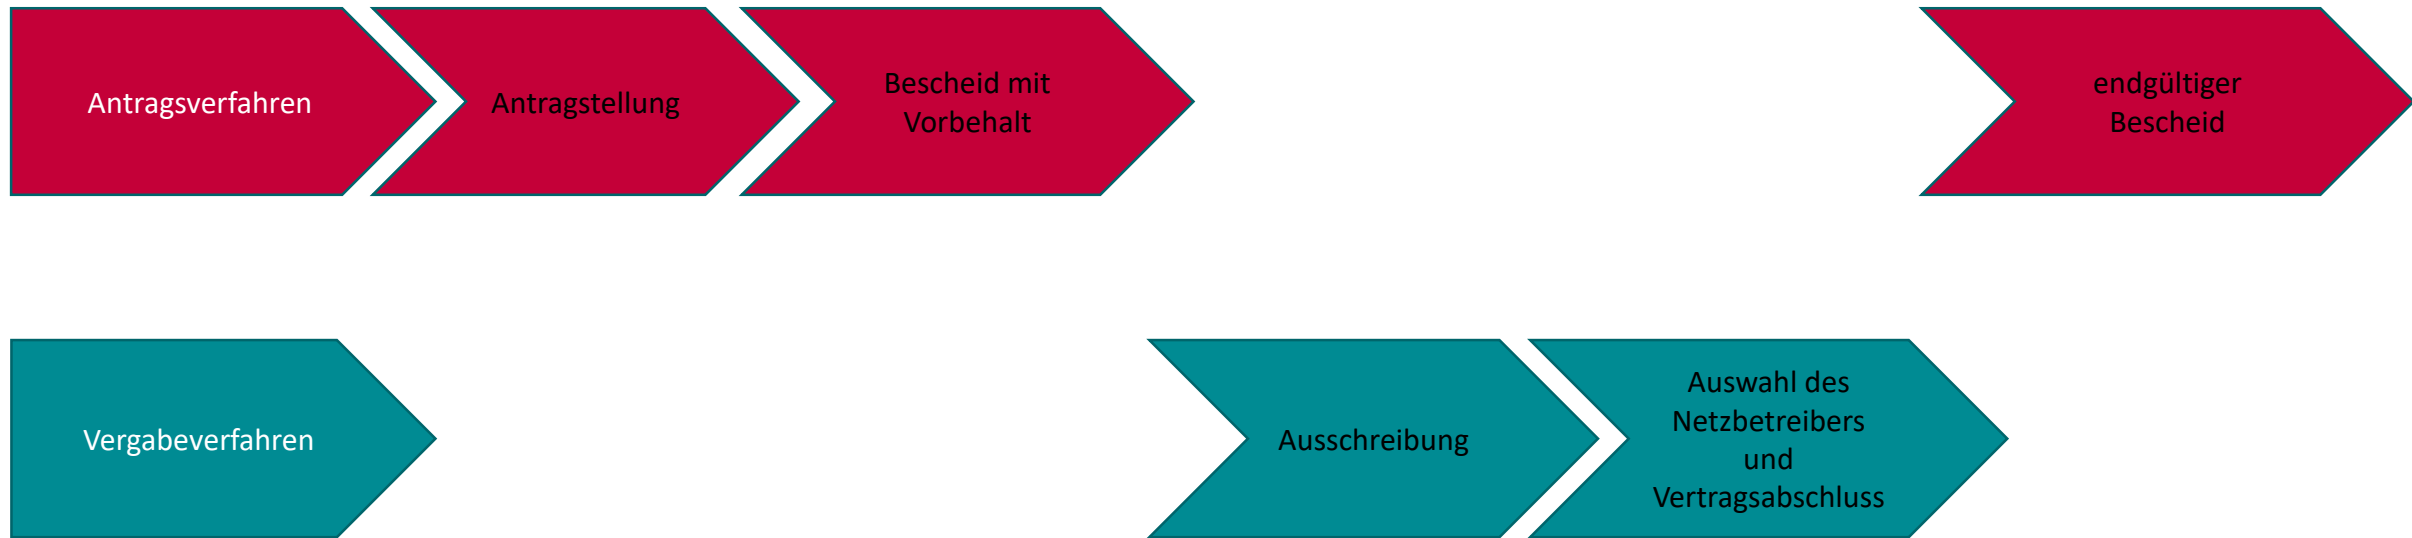 Antragsverfahren
Antragstellung
Bescheid mit
Vorbehalt
endgültiger
Bescheid
Vergabeverfahren
Ausschreibung
Auswahl des
Netzbetreibers
und
Vertragsabschluss